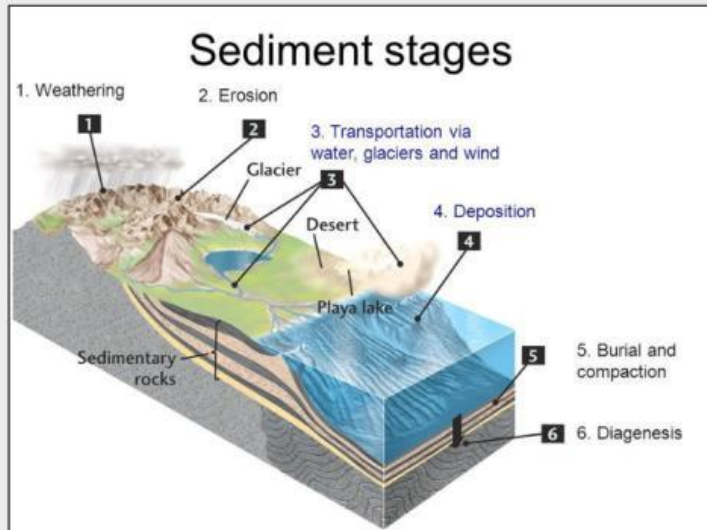 Sediment stages
1. Weathering
2. Erosion
1
2
3. Transportation via
water, glaciers and wind
Glacier
3
4. Deposition
Desert
4
Playa lake
Sedimentary
rocks
5
5. Burial and
compaction
6
6. Diagenesis